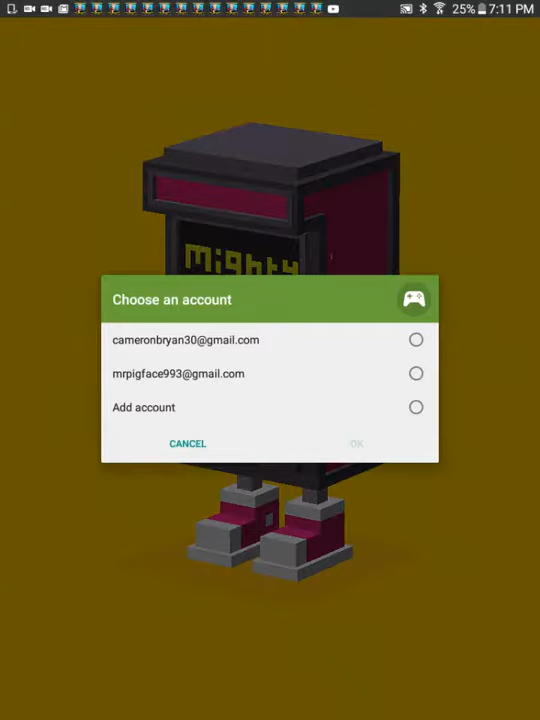 25% 7:11 PM
mighty
Choose an account
cameronbryan30@gmail.com
mrpigface993@gmail.com
Add account
CANCEL OK